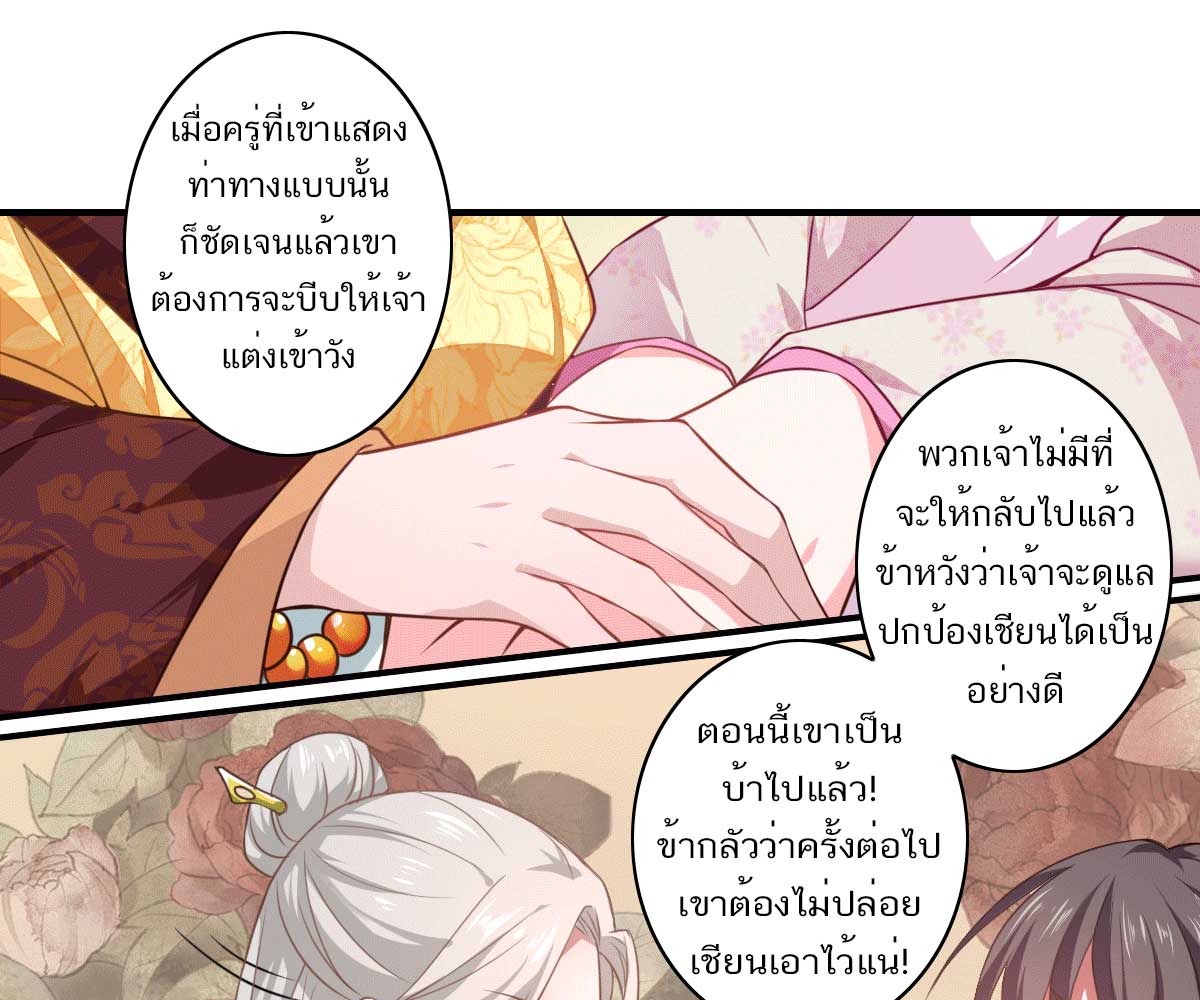 เมื่อครู่ที่เข้าแสดง
ท่าทางแบบนั้น
ก็ชัดเจนแล้วเขา
ต้องการจะบีบให้เจ้า
แต่งเข้าวัง
พวกเจ้าไม่มีที่
จะให้กลับไปแล้ว
ข้าหวังว่าเจ้าจะดูแล
ปกป้องเชียนได้เป็น
อย่างดี
ตอนนี้เขาเป็น
บ้าไปแล้ว!
ข้ากลัวว่าครั้งต่อไป
เขาต้องไม่ปล่อย
เชียนเอาไว้แน่!